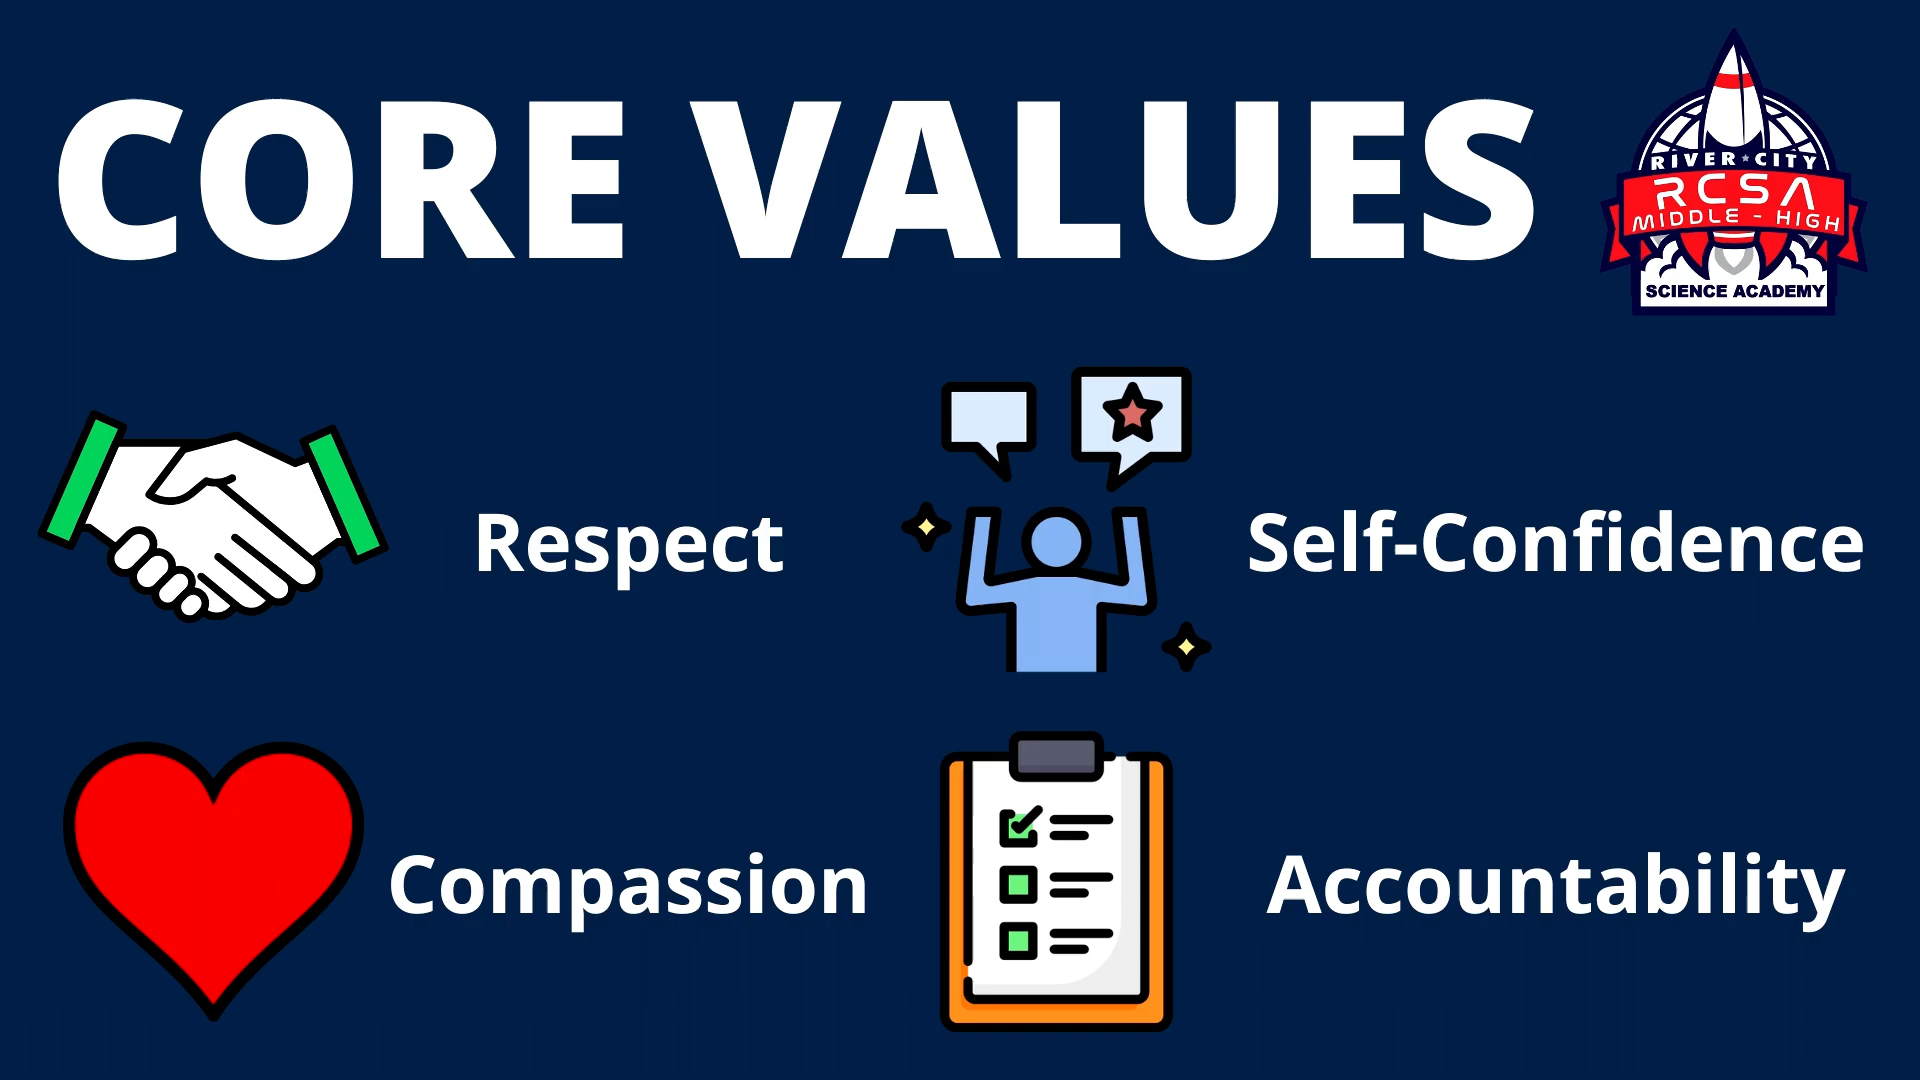 CORE VALUES
RIVER CITY
RCSA
MIDDLE - HIGH
SCIENCE ACADEMY
Respect
Self-Confidence
Compassion
Accountability